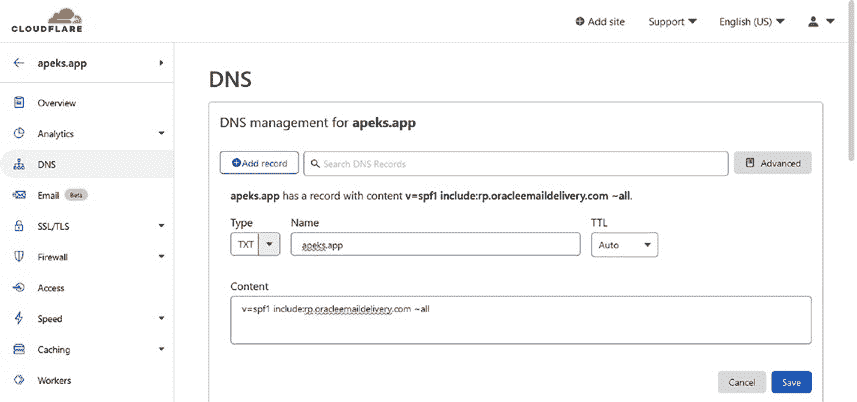 CLOUDFLARE
Add site Support English (US)
apeks.app
Overview
Analytics
DNS
Email Beta
SSL/TLS
Firewall
Access
Speed
Caching
Workers
DNS
DNS management for apeks.app
Add record Search DNS Records Advanced
apeks.app has a record with content v=spf1 include:rp.oracleemaildelivery.com ~all.
Type Name TTL
TXT apeks.app Auto
Content
v=spf1 include:rp.oracleemaildelivery.com ~all
Cancel Save